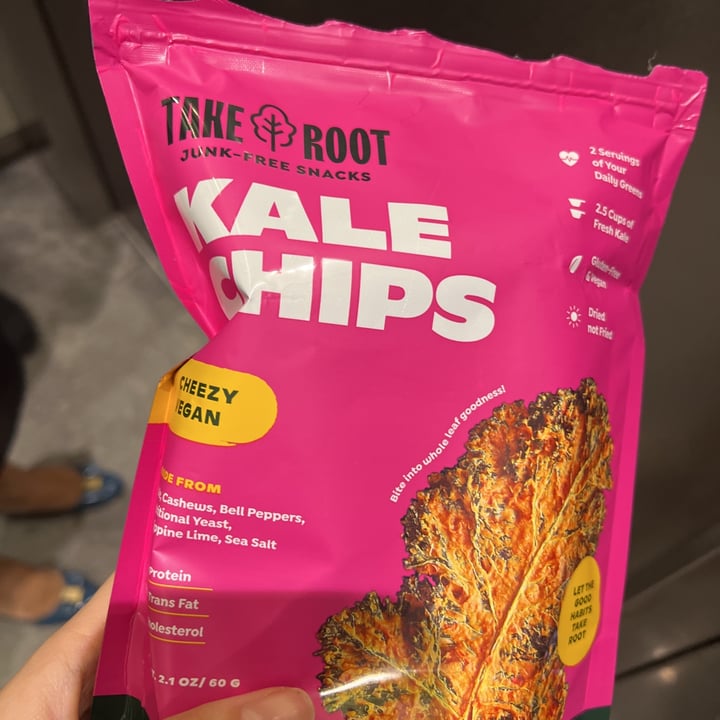 TAKE ROOT
JUNK-FREE SNACKS
KALE
CHIPS
2 Servings
of Your
Daily Greens
2.5 Cups of
Fresh Kale
Gluten-Free
& Vegan
Dried
not Fried
CHEEZY
EGAN
DE FROM
Cashews, Bell Peppers,
tional Yeast,
ppine Lime, Sea Salt
Protein
rans Fat
olesterol
2.1 OZ/ 60 G
Bite into whole leaf goodness!
LET THE
GOOD
HABITS
TAKE
ROOT